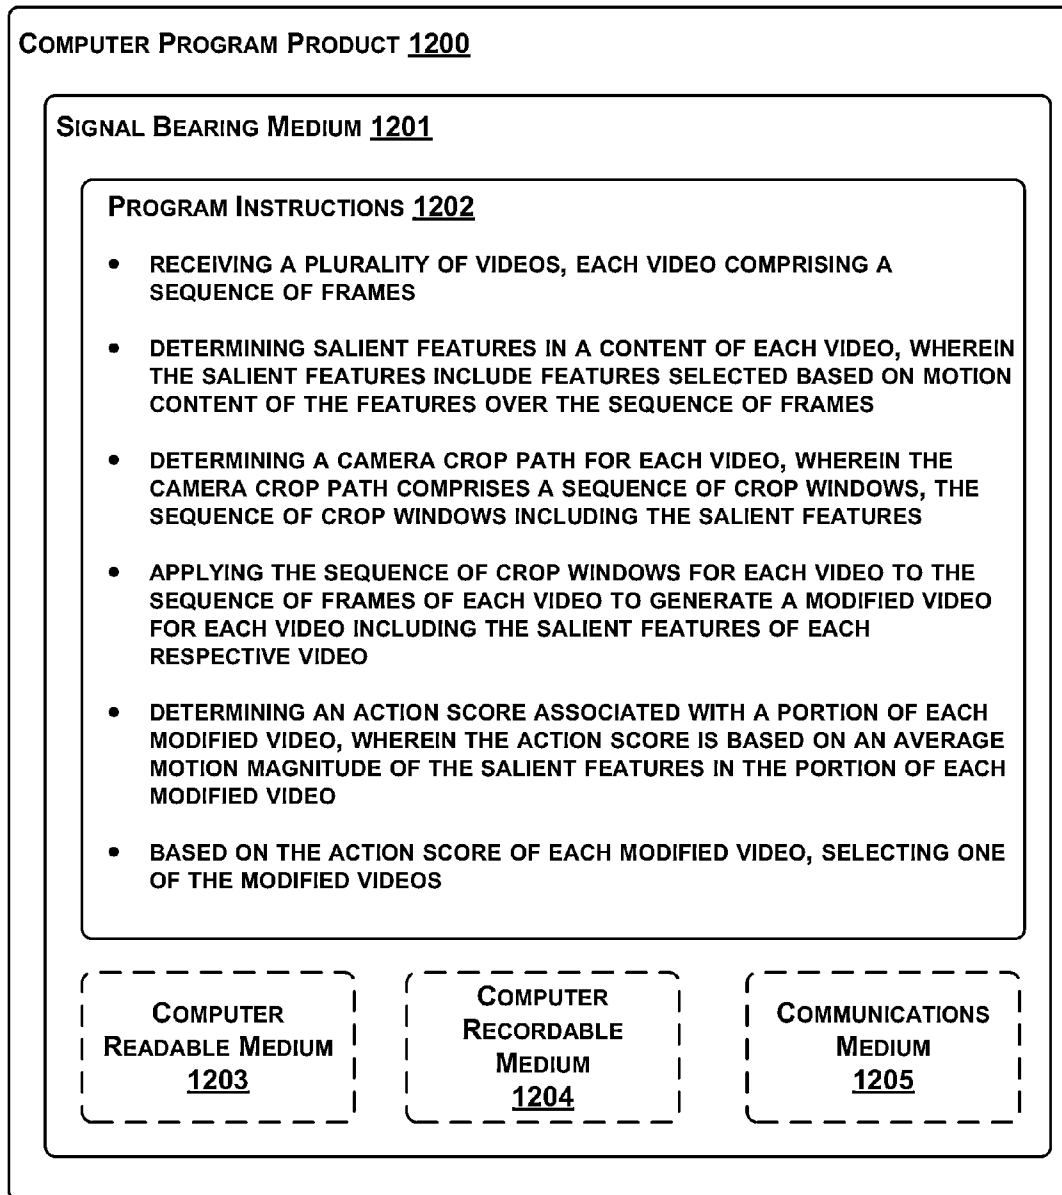 COMPUTER PROGRAM PRODUCT 1200
SIGNAL BEARING MEDIUM 1201
PROGRAM INSTRUCTIONS 1202
• RECEIVING A PLURALITY OF VIDEOS, EACH VIDEO COMPRISING A
SEQUENCE OF FRAMES
• DETERMINING SALIENT FEATURES IN A CONTENT OF EACH VIDEO, WHEREIN
THE SALIENT FEATURES INCLUDE FEATURES SELECTED BASED ON MOTION
CONTENT OF THE FEATURES OVER THE SEQUENCE OF FRAMES
• DETERMINING A CAMERA CROP PATH FOR EACH VIDEO, WHEREIN THE
CAMERA CROP PATH COMPRISES A SEQUENCE OF CROP WINDOWS, THE
SEQUENCE OF CROP WINDOWS INCLUDING THE SALIENT FEATURES
• APPLYING THE SEQUENCE OF CROP WINDOWS FOR EACH VIDEO TO THE
SEQUENCE OF FRAMES OF EACH VIDEO TO GENERATE A MODIFIED VIDEO
FOR EACH VIDEO INCLUDING THE SALIENT FEATURES OF EACH
RESPECTIVE VIDEO
• DETERMINING AN ACTION SCORE ASSOCIATED WITH A PORTION OF EACH
MODIFIED VIDEO, WHEREIN THE ACTION SCORE IS BASED ON AN AVERAGE
MOTION MAGNITUDE OF THE SALIENT FEATURES IN THE PORTION OF EACH
MODIFIED VIDEO
• BASED ON THE ACTION SCORE OF EACH MODIFIED VIDEO, SELECTING ONE
OF THE MODIFIED VIDEOS
COMPUTER
READABLE MEDIUM
1203
COMPUTER
RECORDABLE
MEDIUM
1204
COMMUNICATIONS
MEDIUM
1205